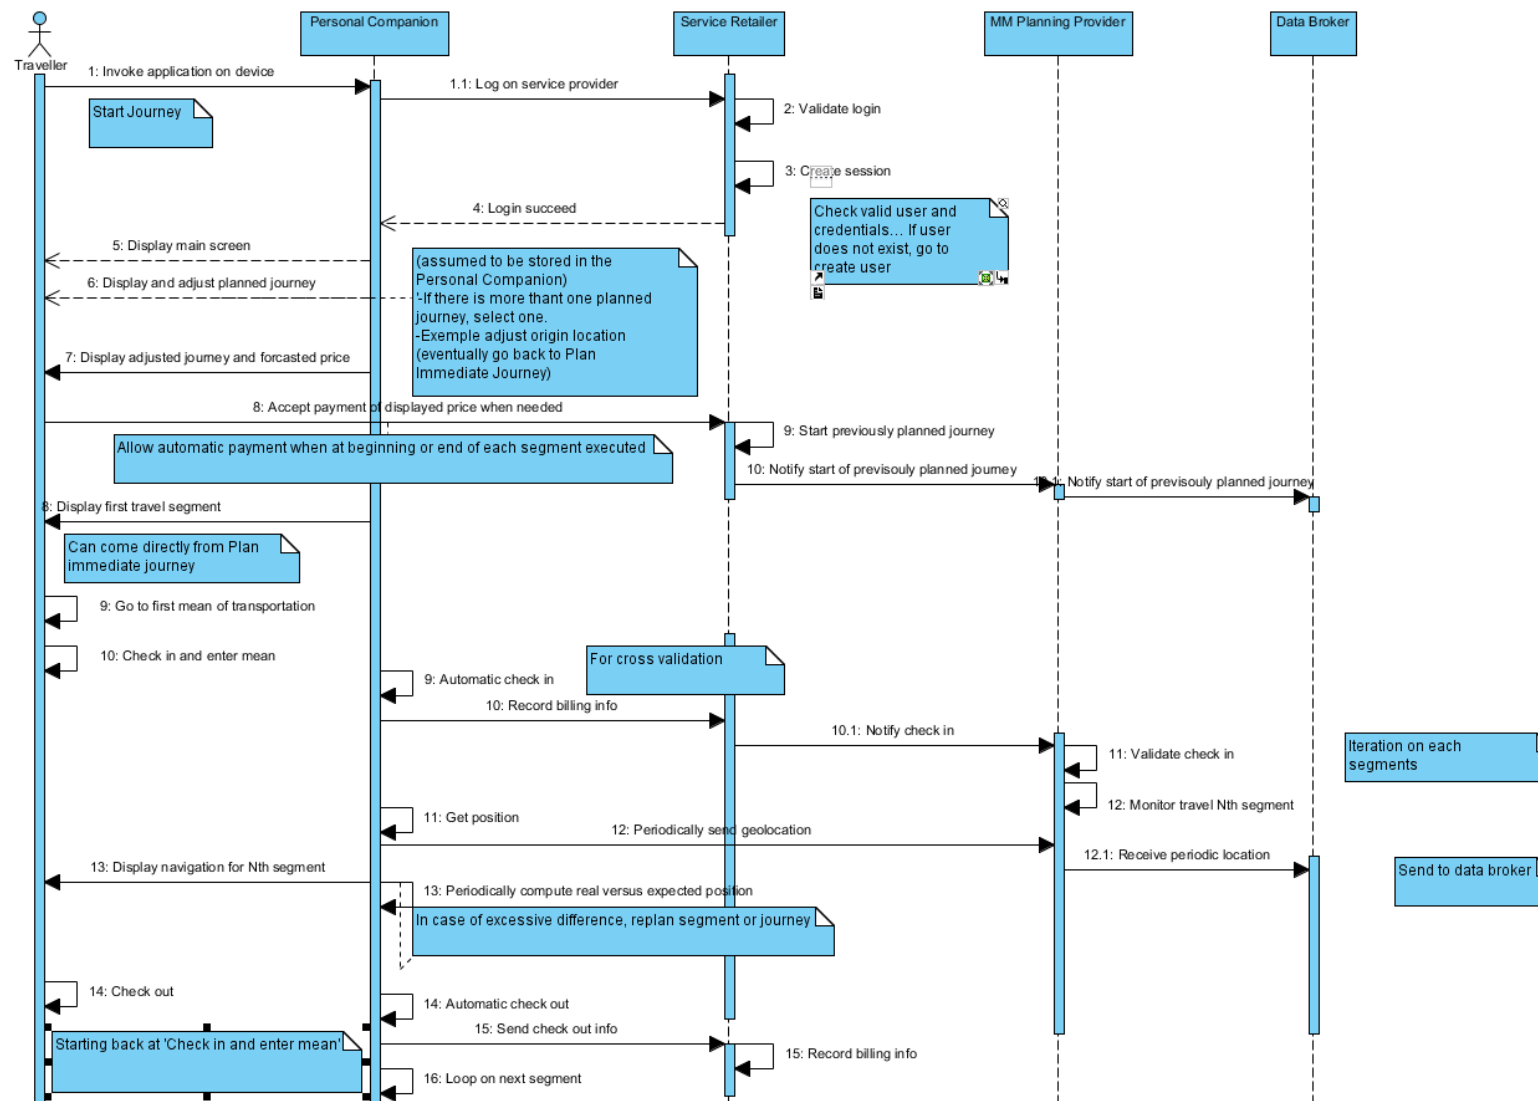 Personal Companion
Service Retailer
MM Planning Provider
Data Broker
Traveller
1: Invoke application on device
1.1: Log on service provider
Start Journey
2: Validate login
3: Create session
4: Login succeed
Check valid user and
credentials... If user
does not exist, go to
create user
5: Display main screen
(assumed to be stored in the
Personal Companion)
'-If there is more thant one planned
journey, select one.
-Exemple adjust origin location
(eventually go back to Plan
Immediate Journey)
6: Display and adjust planned journey
7: Display adjusted journey and forcasted price
8: Accept payment of displayed price when needed
9: Start previously planned journey
Allow automatic payment when at beginning or end of each segment executed
10: Notify start of previsouly planned journey
10.1: Notify start of previsouly planned journey
8: Display first travel segment
Can come directly from Plan
immediate journey
9: Go to first mean of transportation
10: Check in and enter mean
For cross validation
9: Automatic check in
10: Record billing info
10.1: Notify check in
11: Validate check in
Iteration on each
segments
12: Monitor travel Nth segment
11: Get position
12: Periodically send geolocation
12.1: Receive periodic location
Send to data broker
13: Display navigation for Nth segment
13: Periodically compute real versus expected position
In case of excessive difference, replan segment or journey
14: Check out
14: Automatic check out
15: Send check out info
Starting back at 'Check in and enter mean'
15: Record billing info
16: Loop on next segment